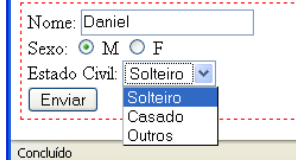 Nome: Daniel
Sexo: M F
Estado Civil: Solteiro
Solteiro
Enviar
Casado
Outros
Concluído